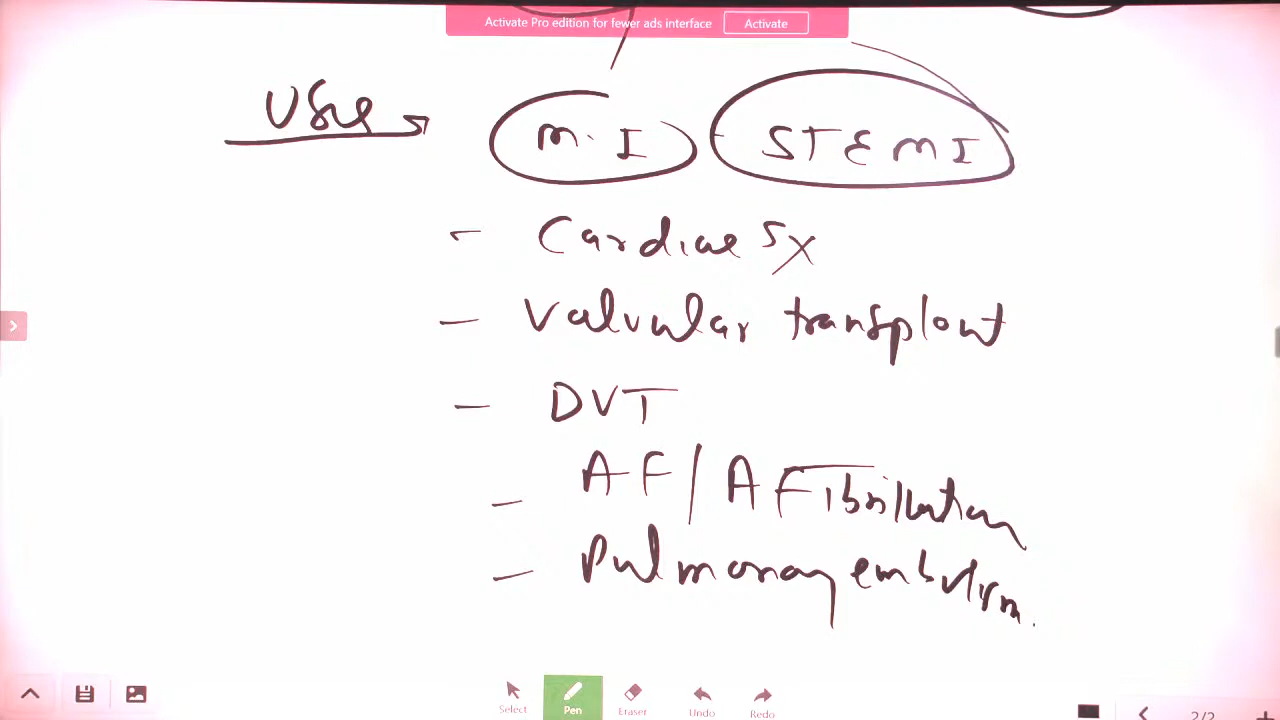 Activate Pro edition for fewer ads interface Activate
Use → M.I STEMI
- Cardiac Sx
- Valvular transplant
- DVT
- AF/A Fibrillation
- Pulmonary embolism.
Select Pen Eraser Undo Redo
2/2